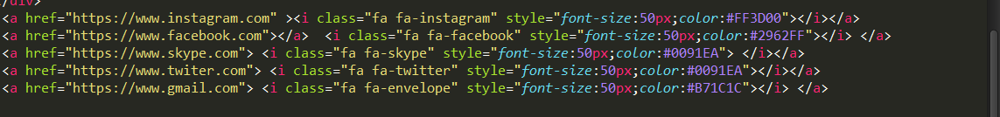 </div>
<a href="https://www.instagram.com" ><i class="fa fa-instagram" style="font-size:50px;color:#FF3D00"></i></a>
<a href="https://www.facebook.com"></a>  <i class="fa fa-facebook" style="font-size:50px;color:#2962FF"></i> </a>
<a href="https://www.skype.com"> <i class="fa fa-skype" style="font-size:50px;color:#0091EA"> </i></a>
<a href="https://www.twiter.com"> <i class="fa fa-twitter" style="font-size:50px;color:#0091EA"></i></a>
<a href="https://www.gmail.com"> <i class="fa fa-envelope" style="font-size:50px;color:#B71C1C"></i> </a>